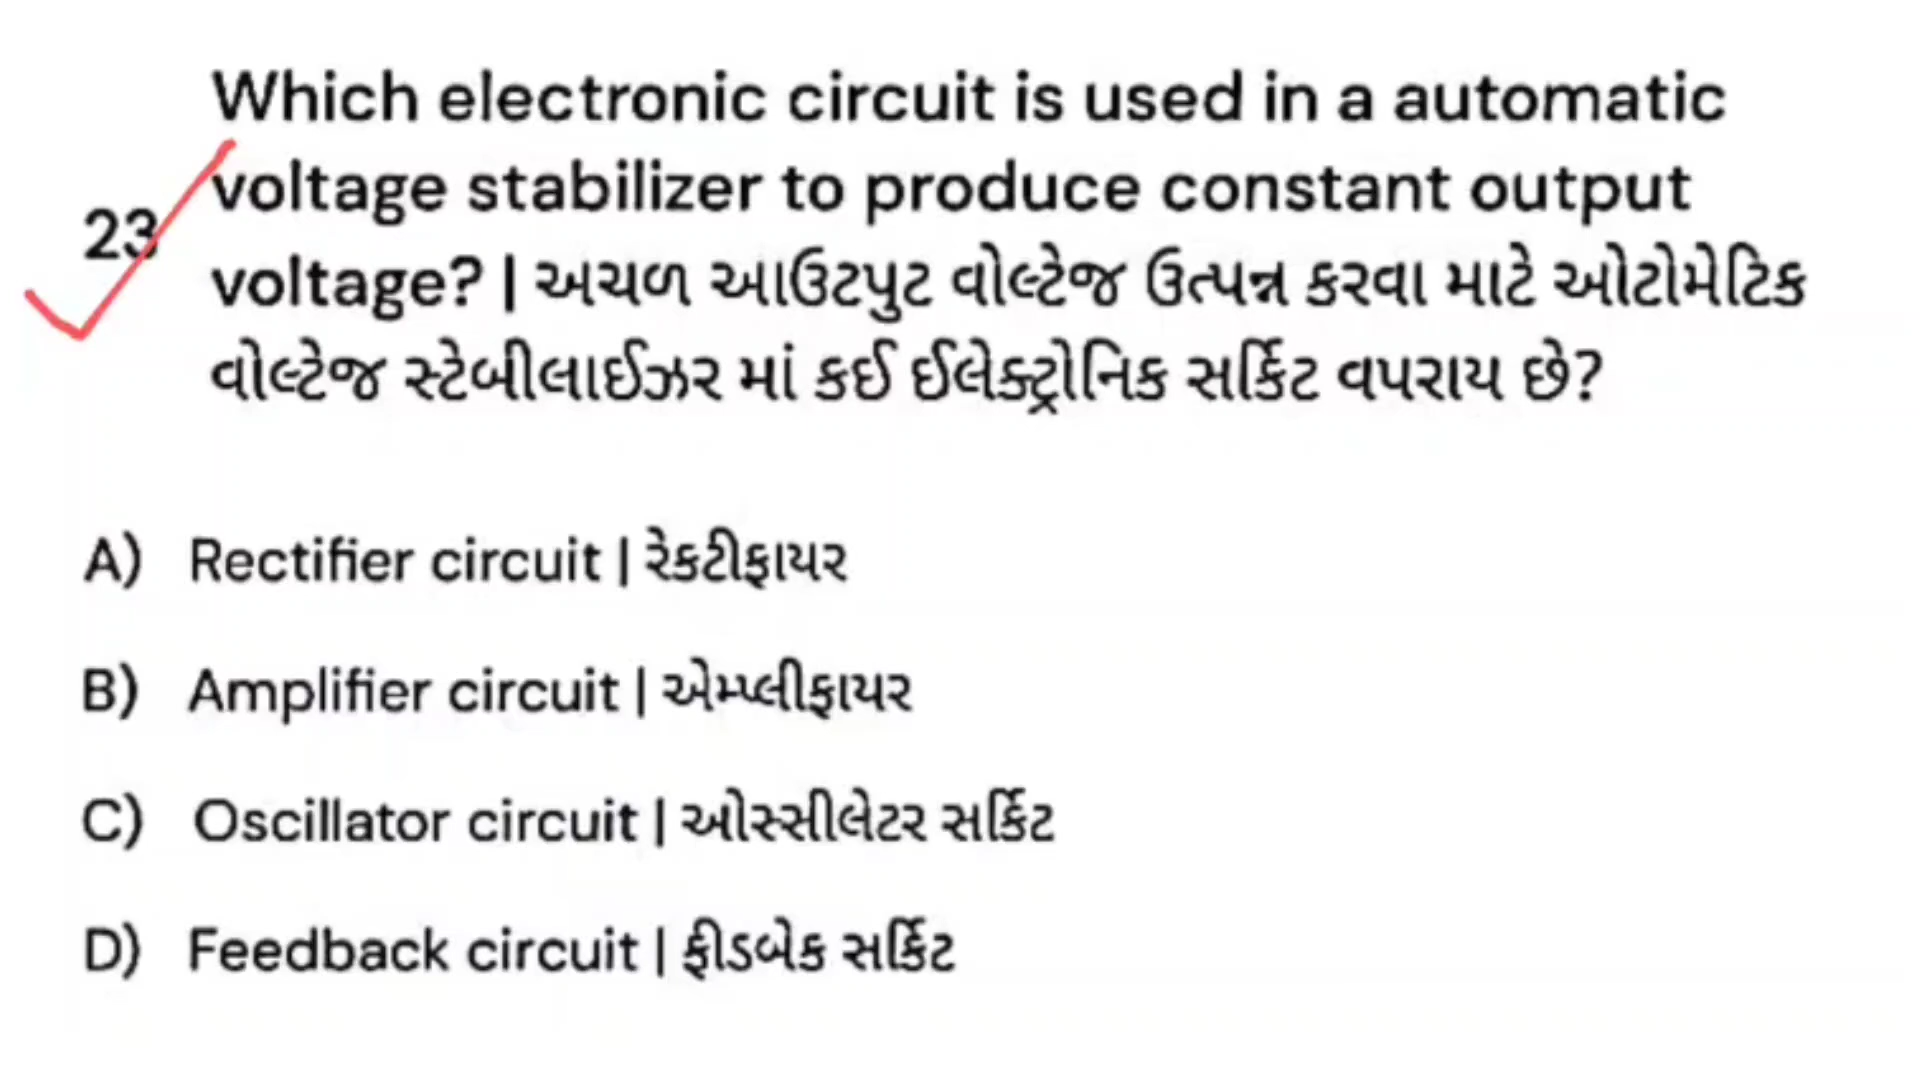 Which electronic circuit is used in a automatic
voltage stabilizer to produce constant output
23
voltage? | અચળ આઉટપુટ વોલ્ટેજ ઉત્પન્ન કરવા માટે ઓટોમેટિક
વોલ્ટેજ સ્ટેબીલાઈઝર માં કઈ ઈલેક્ટ્રોનિક સર્કિટ વપરાય છે?
A) Rectifier circuit | રેકટીફાયર
B) Amplifier circuit | એમ્પ્લીફાયર
C) Oscillator circuit | ઓસ્સીલેટર સર્કિટ
D) Feedback circuit | ફીડબેક સર્કિટ